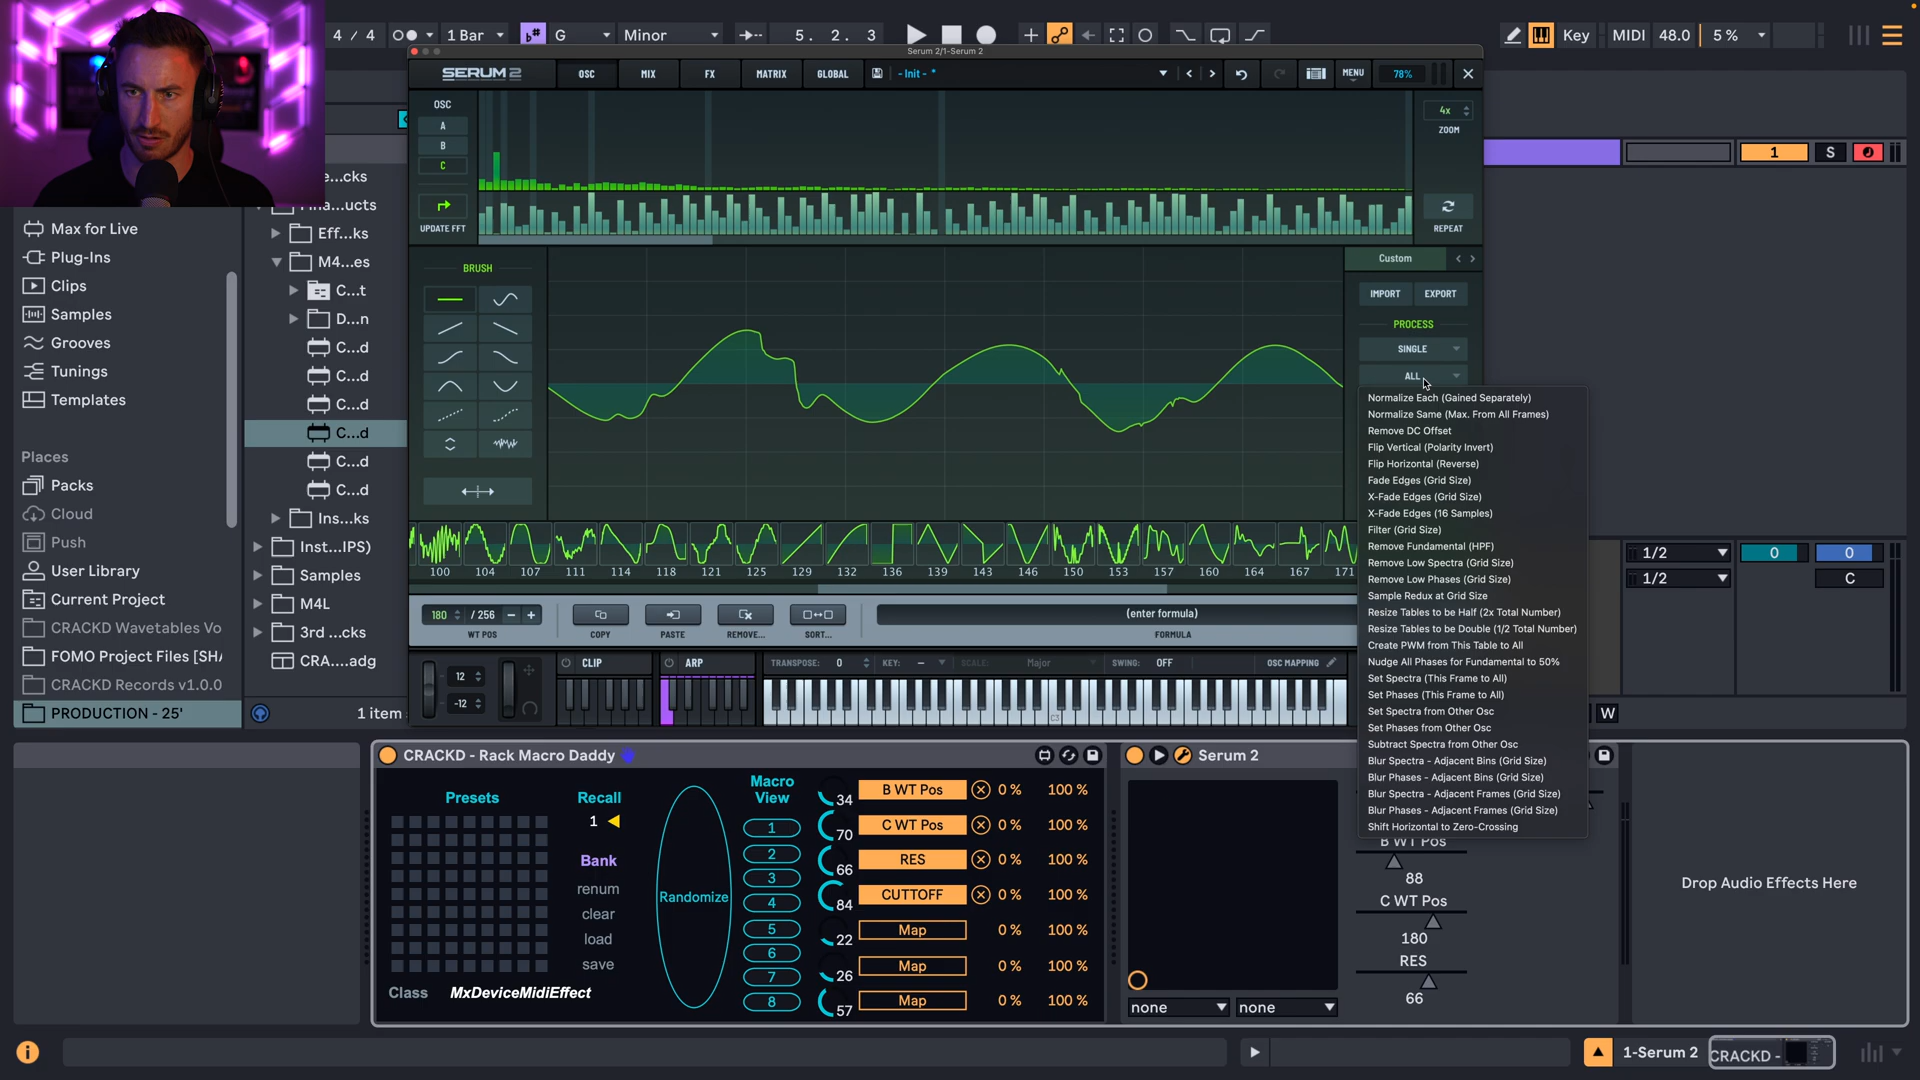 4 / 4
1 Bar
G
Minor
5. 2. 3
Key
MIDI
48.0
5 %
Serum 2/1-Serum 2
SERUM 2
OSC
MIX
FX
MATRIX
GLOBAL
- Init - *
MENU
78%
OSC
A
B
C
UPDATE FFT
4x
ZOOM
REPEAT
1
S
e...cks
...ucts
Max for Live
Plug-Ins
Clips
Samples
Grooves
Tunings
Templates
Places
Packs
Cloud
Push
User Library
Current Project
CRACKD Wavetables Vo
FOMO Project Files [SH
CRACKD Records v1.0.0
PRODUCTION - 25'
Eff...ks
M4...es
C...t
D...n
C...d
C...d
C...d
C...d
C...d
C...d
Ins...ks
Inst...IPS)
Samples
M4L
3rd ...cks
CRA....adg
1 item
BRUSH
Custom
IMPORT
EXPORT
PROCESS
SINGLE
ALL
Normalize Each (Gained Separately)
Normalize Same (Max. From All Frames)
Remove DC Offset
Flip Vertical (Polarity Invert)
Flip Horizontal (Reverse)
Fade Edges (Grid Size)
X-Fade Edges (Grid Size)
X-Fade Edges (16 Samples)
Filter (Grid Size)
Remove Fundamental (HPF)
Remove Low Spectra (Grid Size)
Remove Low Phases (Grid Size)
Sample Redux at Grid Size
Resize Tables to be Half (2x Total Number)
Resize Tables to be Double (1/2 Total Number)
Create PWM from This Table to All
Nudge All Phases for Fundamental to 50%
Set Spectra (This Frame to All)
Set Phases (This Frame to All)
Set Spectra from Other Osc
Set Phases from Other Osc
Subtract Spectra from Other Osc
Blur Spectra - Adjacent Bins (Grid Size)
Blur Phases - Adjacent Bins (Grid Size)
Blur Spectra - Adjacent Frames (Grid Size)
Blur Phases - Adjacent Frames (Grid Size)
Shift Horizontal to Zero-Crossing
100 104 107 111 114 118 121 125 129 132 136 139 143 146 150 153 157 160 164 167 171
180 / 256 − +
WT POS
COPY
PASTE
REMOVE...
SORT...
(enter formula)
FORMULA
12
-12
CLIP
ARP
TRANSPOSE: 0
KEY: –
SCALE: Major
SWING: OFF
OSC MAPPING
C3
1/2
1/2
0
0
C
W
CRACKD - Rack Macro Daddy
Presets
Recall
1
Bank
renum
clear
load
save
Class
MxDeviceMidiEffect
Randomize
Macro
View
1
2
3
4
5
6
7
8
34 B WT Pos 0 % 100 %
70 C WT Pos 0 % 100 %
66 RES 0 % 100 %
84 CUTTOFF 0 % 100 %
22 Map 0 % 100 %
26 Map 0 % 100 %
57 Map 0 % 100 %
Serum 2
none
none
B WT Pos
88
C WT Pos
180
RES
66
Drop Audio Effects Here
1-Serum 2
CRACKD -